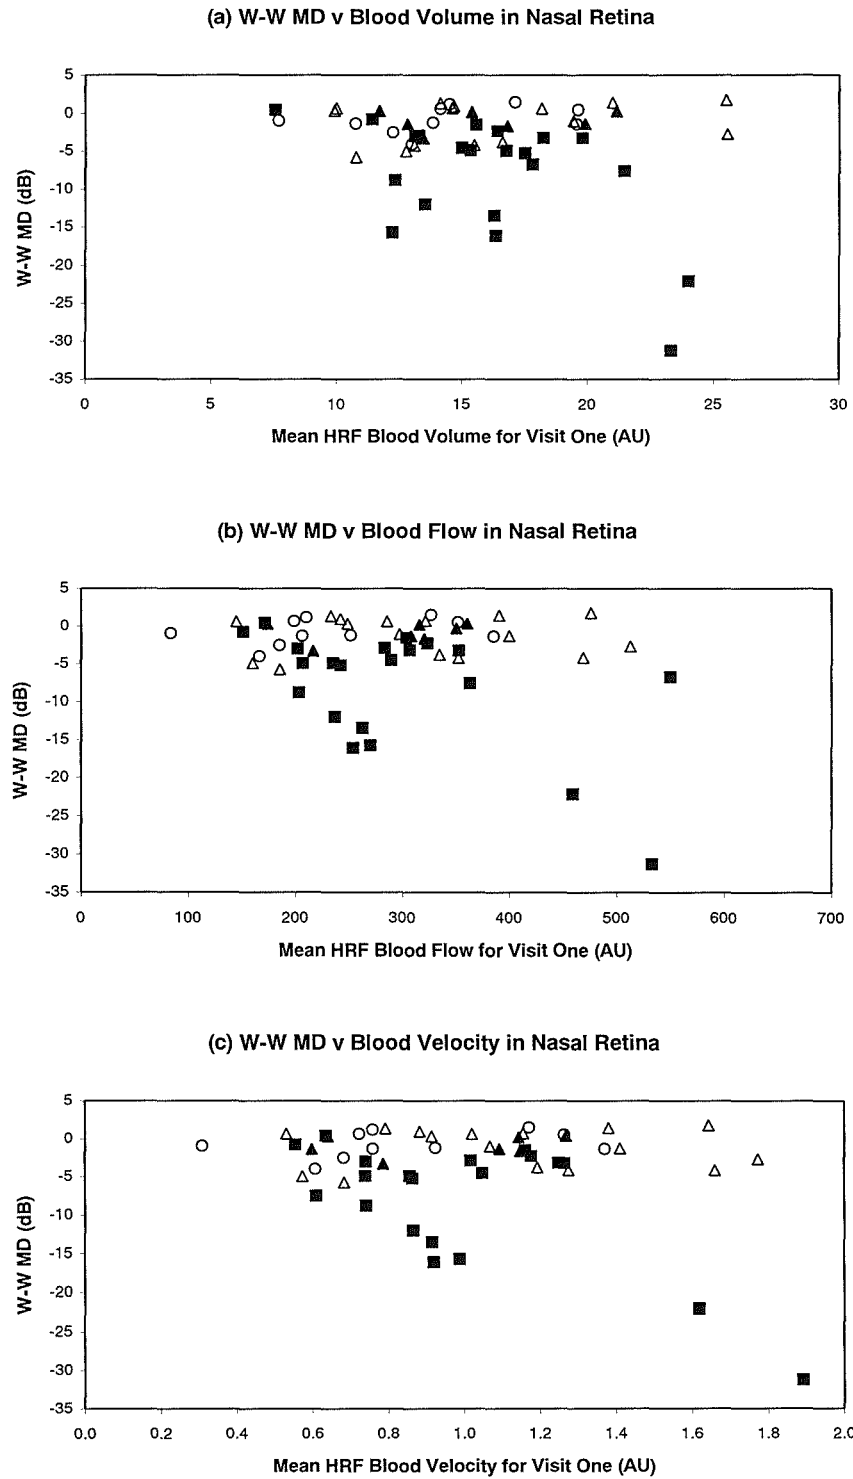 (a) W-W MD v Blood Volume in Nasal Retina
5
0
-5
-10
-15
-20
-25
-30
-35
W-W MD (dB)
0 5 10 15 20 25 30
Mean HRF Blood Volume for Visit One (AU)
(b) W-W MD v Blood Flow in Nasal Retina
5
0
-5
-10
-15
-20
-25
-30
-35
W-W MD (dB)
0 100 200 300 400 500 600 700
Mean HRF Blood Flow for Visit One (AU)
(c) W-W MD v Blood Velocity in Nasal Retina
5
0
-5
-10
-15
-20
-25
-30
-35
W-W MD (dB)
0.0 0.2 0.4 0.6 0.8 1.0 1.2 1.4 1.6 1.8 2.0
Mean HRF Blood Velocity for Visit One (AU)